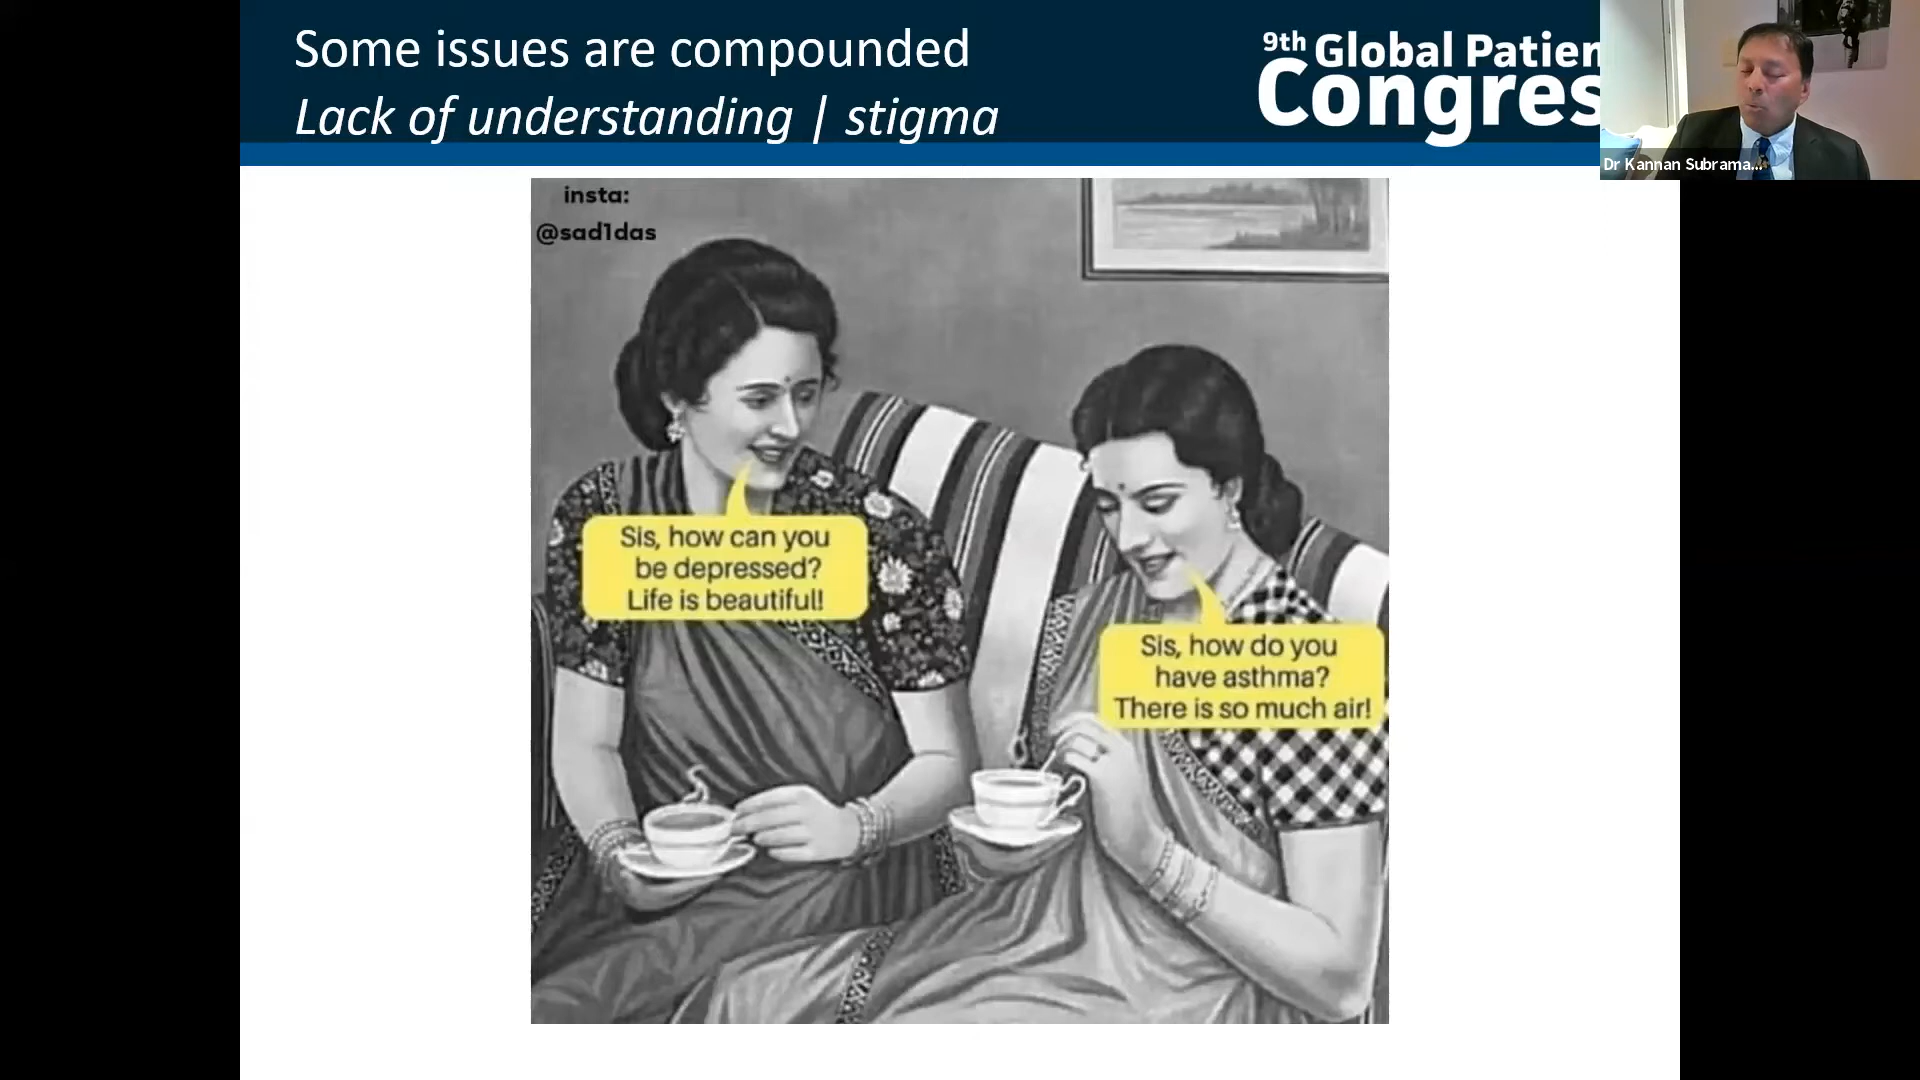 Some issues are compounded
Lack of understanding | stigma
9th Global Patien
Congres
Dr Kannan Subrama...
insta:
@sad1das
Sis, how can you
be depressed?
Life is beautiful!
Sis, how do you
have asthma?
There is so much air!